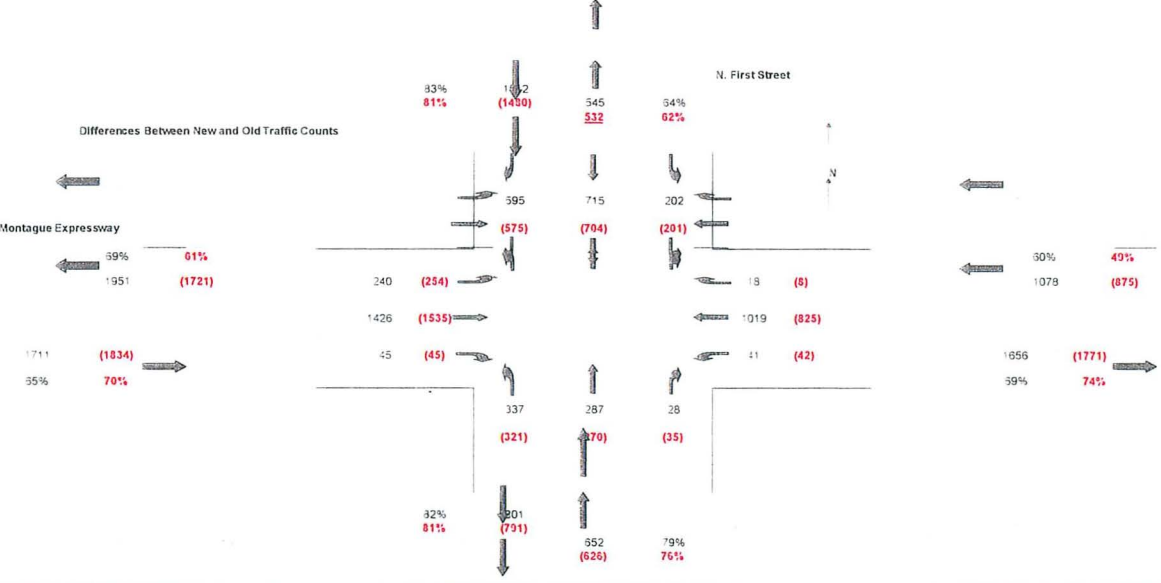 N. First Street
83%
81% (1480) 545 64%
532 62%
Differences Between New and Old Traffic Counts
N
595 715 202
Montague Expressway (575) (704) (201)
69% 61% 60% 49%
1951 (1721) 240 (254) 18 (8) 1078 (875)
1426 (1535) 1019 (825)
1711 (1834) 45 (45) 41 (42) 1656 (1771)
65% 70% 69% 74%
337 287 28
(321) (35)
82%
81% (791)
652 79%
(626) 76%